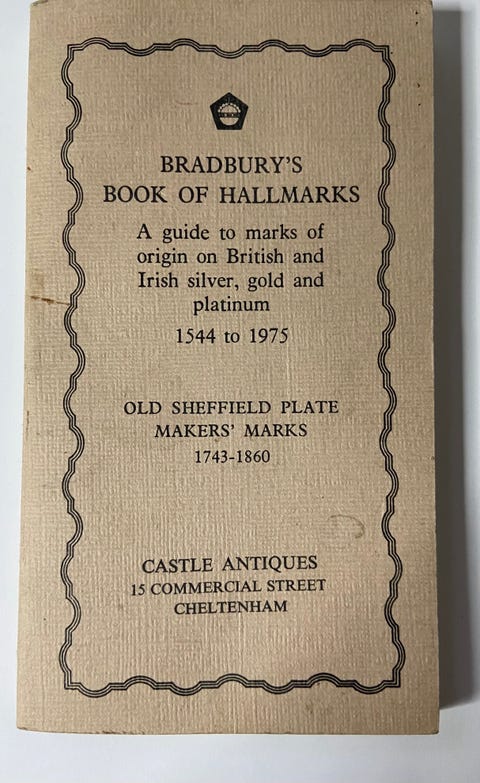 BRADBURY'S
BOOK OF HALLMARKS
A guide to marks of
origin on British and
Irish silver, gold and
platinum
1544 to 1975
OLD SHEFFIELD PLATE
MAKERS' MARKS
1743-1860
CASTLE ANTIQUES
15 COMMERCIAL STREET
CHELTENHAM